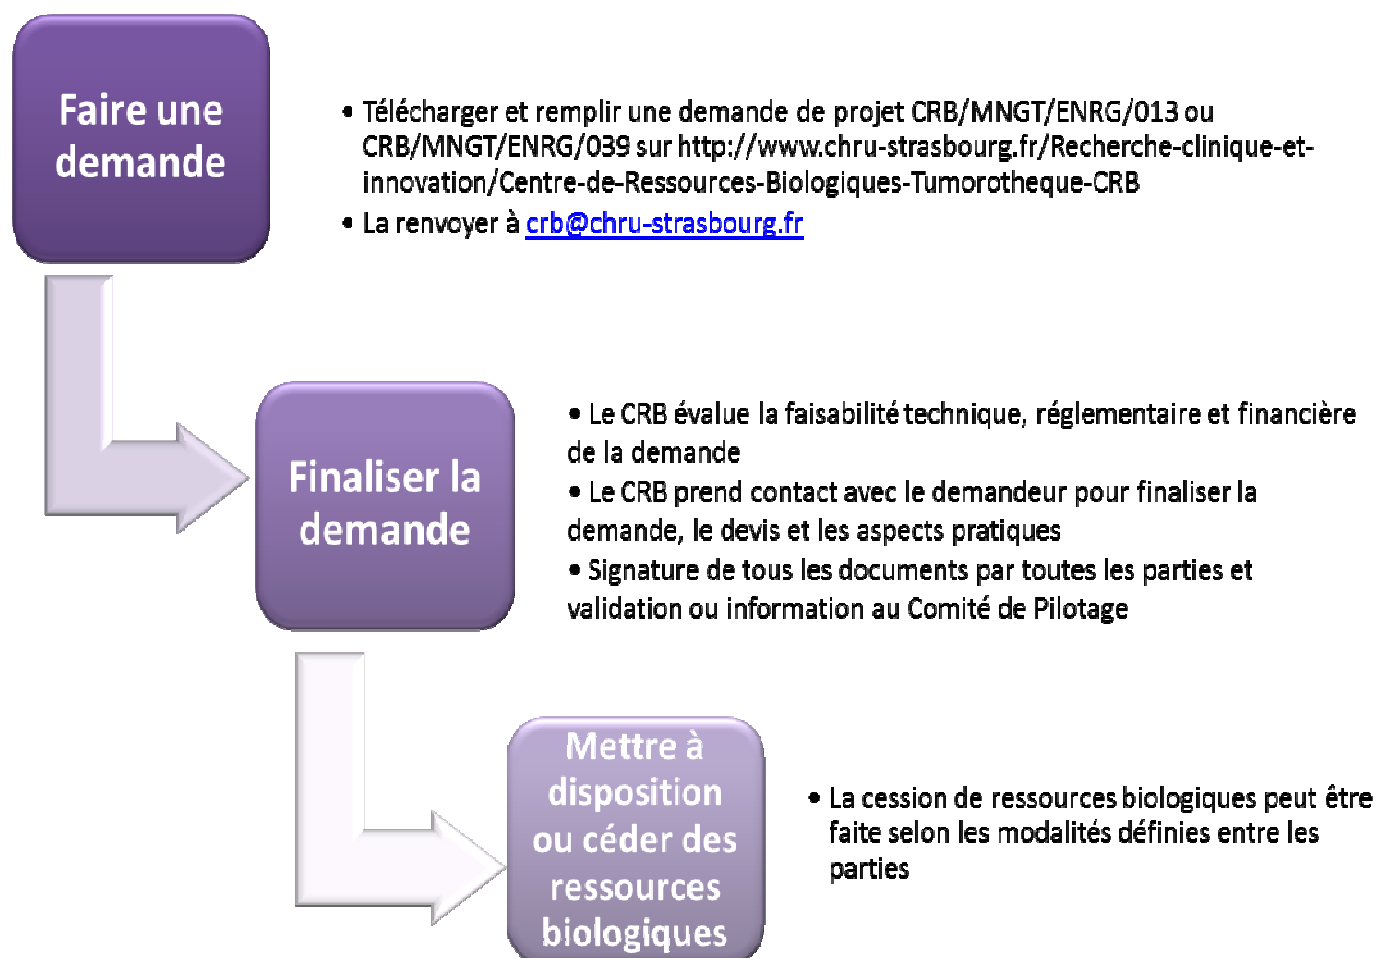 Faire une
demande
• Télécharger et remplir une demande de projet CRB/MNGT/ENRG/013 ou
CRB/MNGT/ENRG/039 sur http://www.chru-strasbourg.fr/Recherche-clinique-et-
innovation/Centre-de-Ressources-Biologiques-Tumorotheque-CRB
• La renvoyer à crb@chru-strasbourg.fr
Finaliser la
demande
• Le CRB évalue la faisabilité technique, réglementaire et financière
de la demande
• Le CRB prend contact avec le demandeur pour finaliser la
demande, le devis et les aspects pratiques
• Signature de tous les documents par toutes les parties et
validation ou information au Comité de Pilotage
Mettre à
disposition
ou céder des
ressources
biologiques
• La cession de ressources biologiques peut être
faite selon les modalités définies entre les
parties